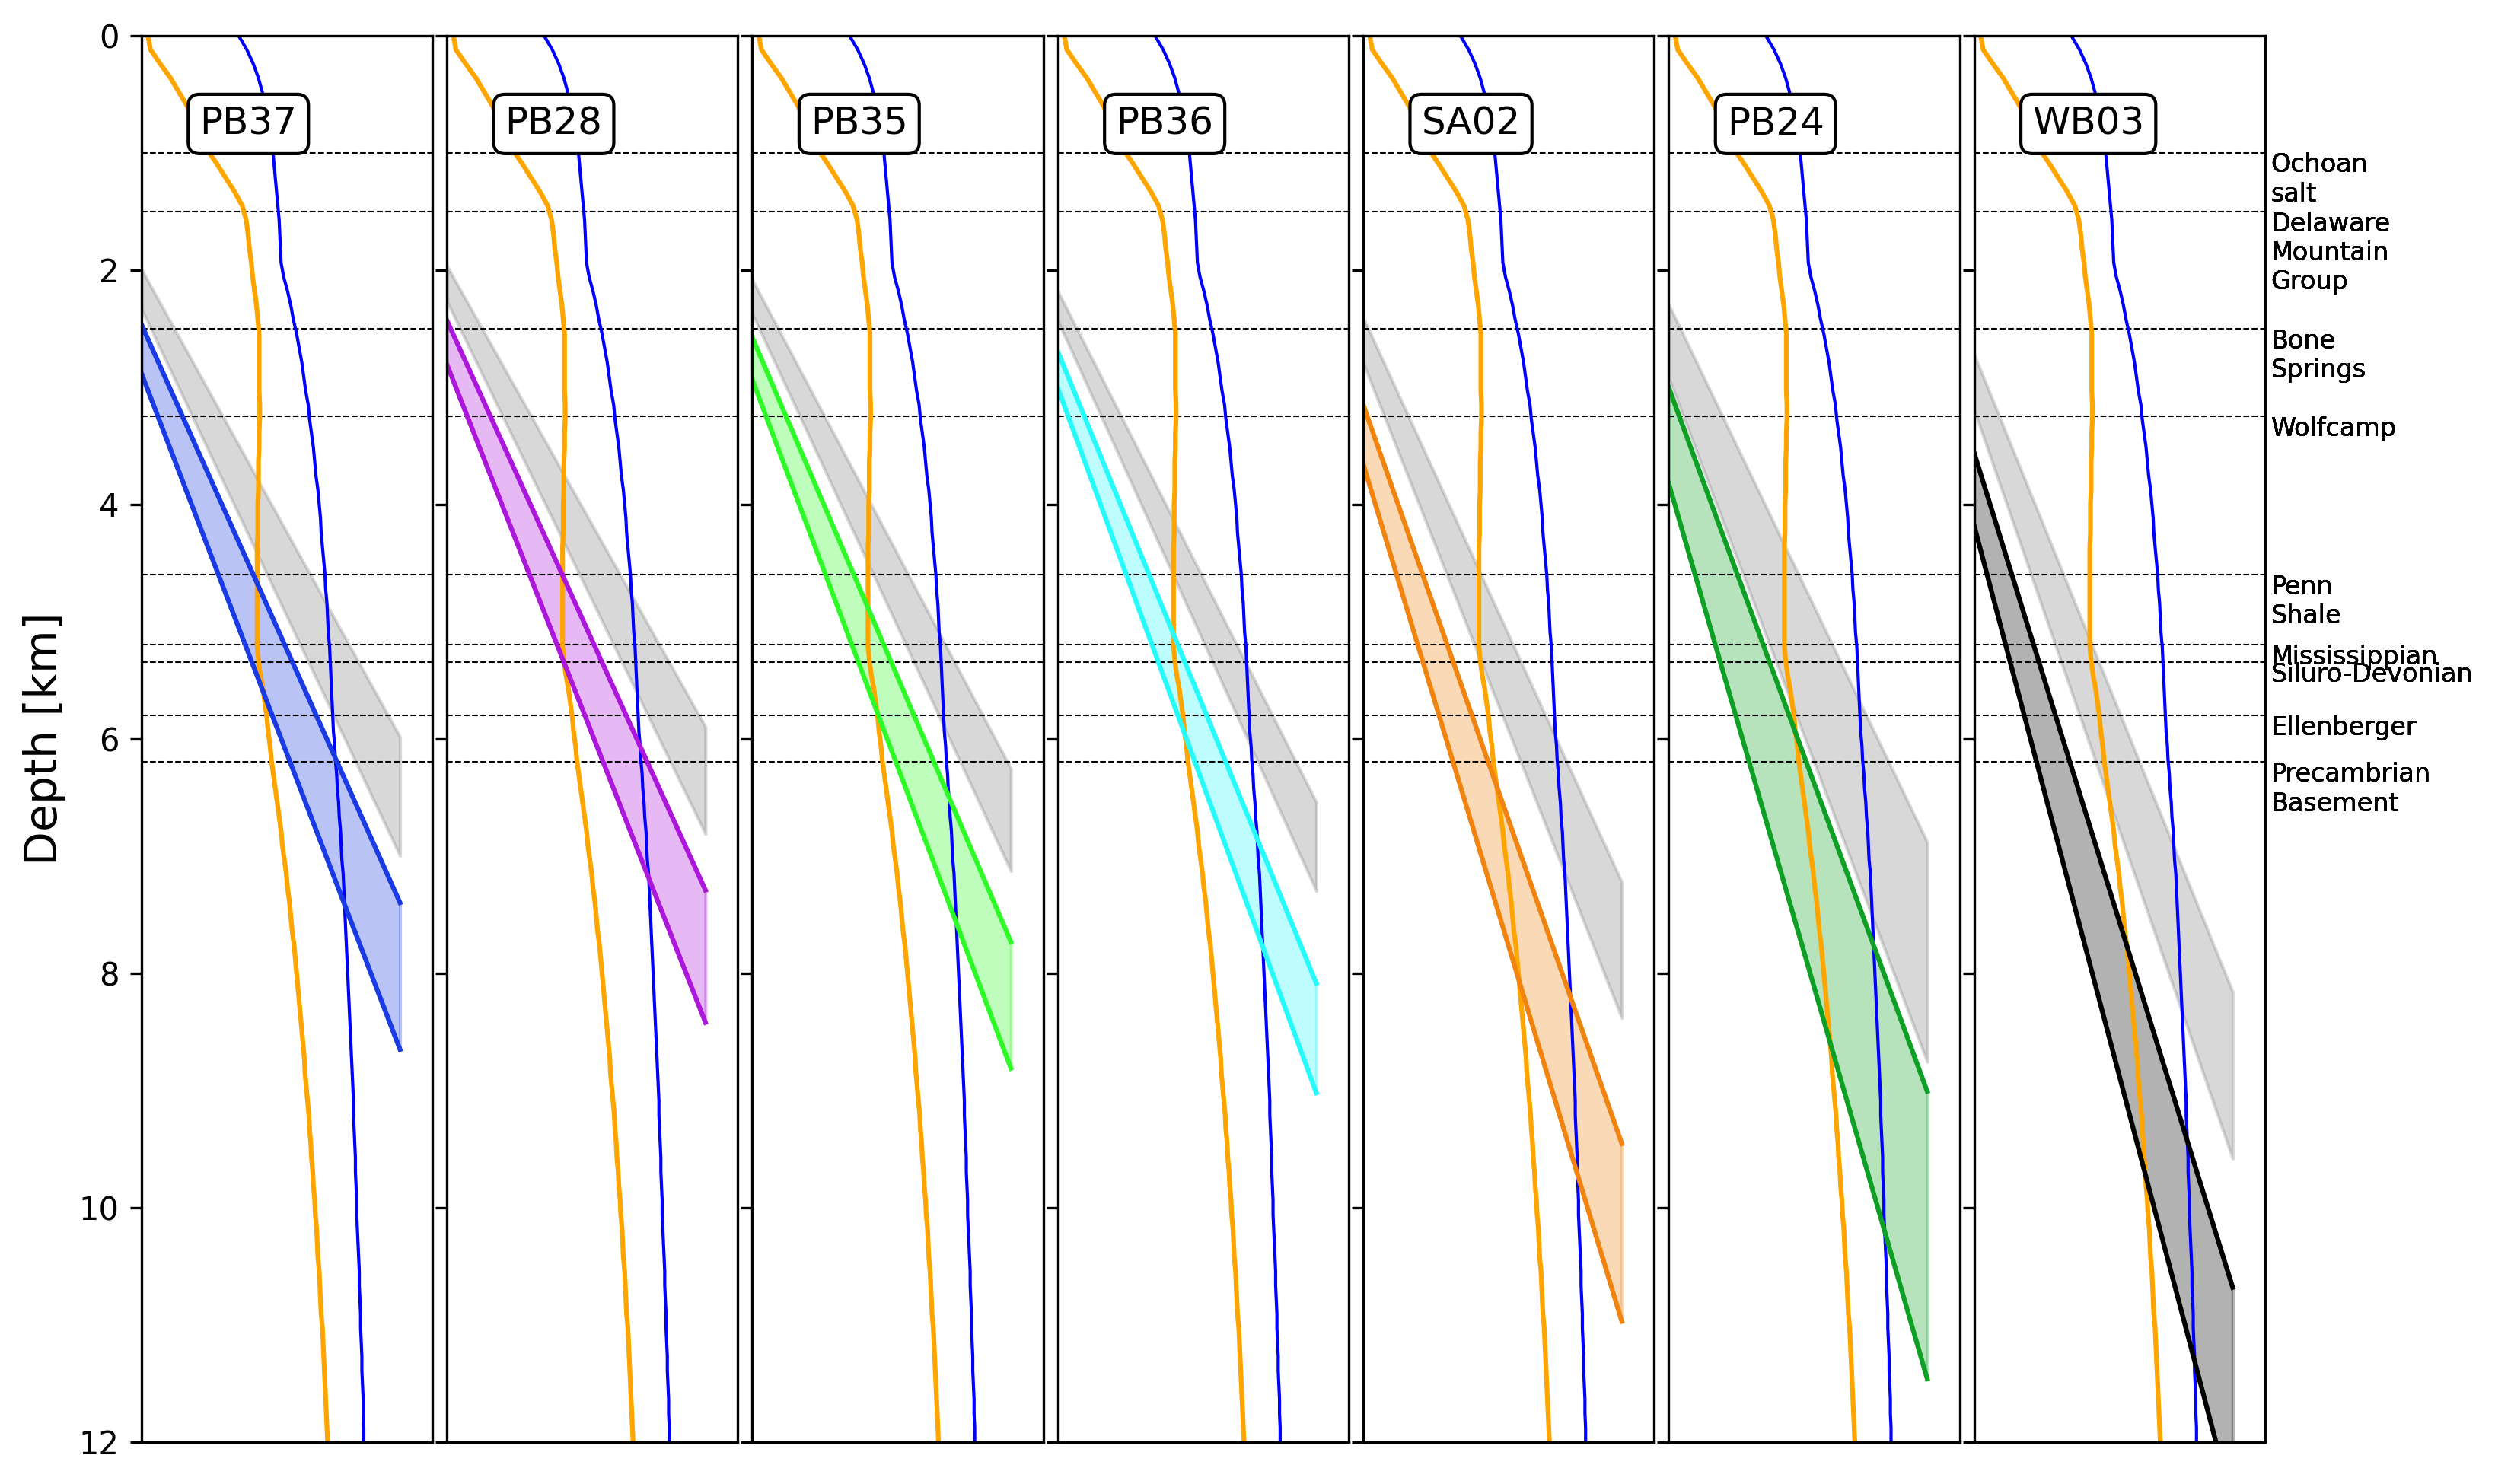 PB37
PB28
PB35
PB36
SA02
PB24
WB03
0
2
4
6
8
10
12
Depth [km]
Ochoan
salt
Delaware
Mountain
Group
Bone
Springs
Wolfcamp
Penn
Shale
Mississippian
Siluro-Devonian
Ellenberger
Precambrian
Basement